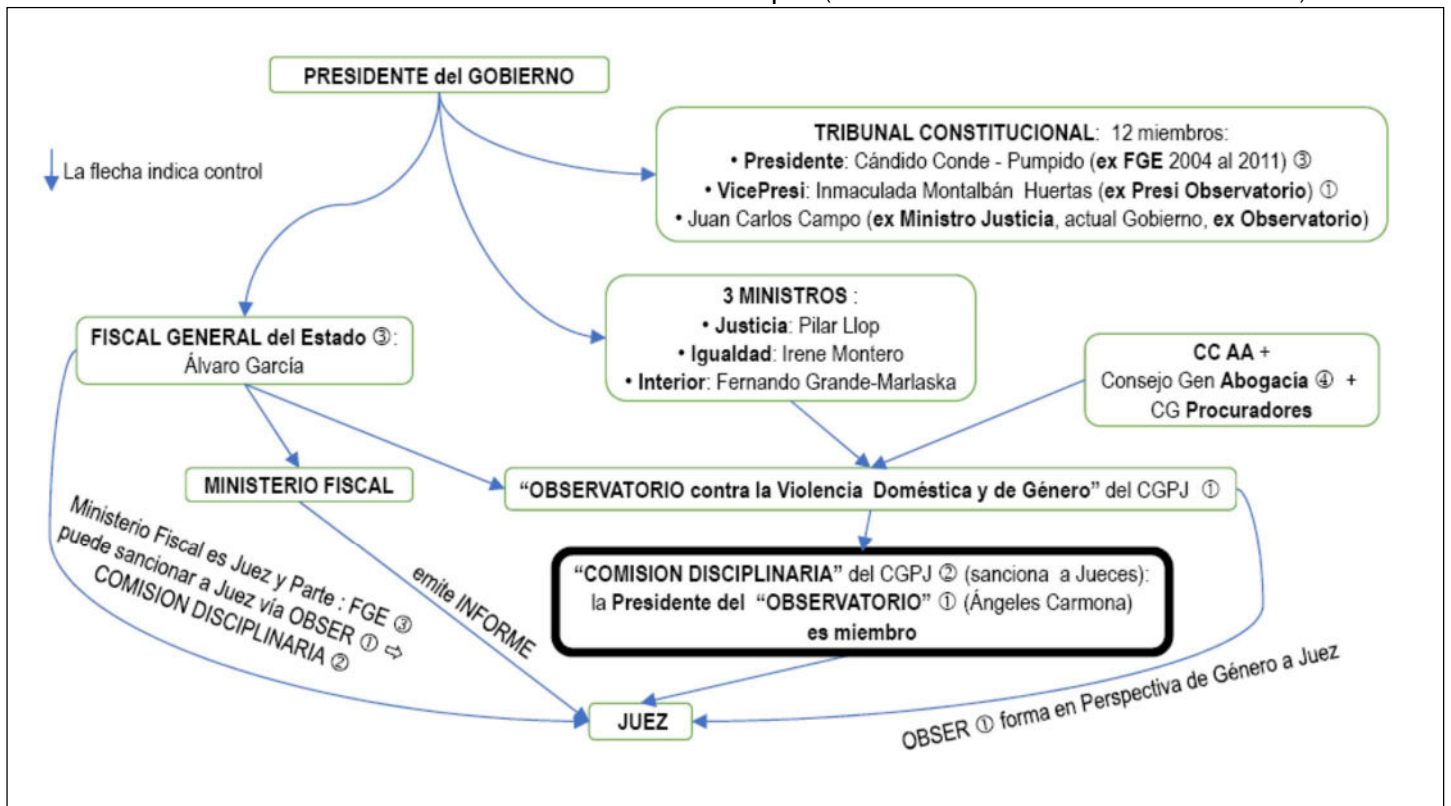 PRESIDENTE del GOBIERNO
La flecha indica control
TRIBUNAL CONSTITUCIONAL: 12 miembros:
• Presidente: Cándido Conde - Pumpido (ex FGE 2004 al 2011) ③
• VicePresi: Inmaculada Montalbán Huertas (ex Presi Observatorio) ①
• Juan Carlos Campo (ex Ministro Justicia, actual Gobierno, ex Observatorio)
3 MINISTROS :
• Justicia: Pilar Llop
• Igualdad: Irene Montero
• Interior: Fernando Grande-Marlaska
FISCAL GENERAL del Estado ③:
Álvaro García
CC AA +
Consejo Gen Abogacía ④ +
CG Procuradores
MINISTERIO FISCAL
“OBSERVATORIO contra la Violencia Doméstica y de Género” del CGPJ ①
Ministerio Fiscal es Juez y Parte : FGE ③
puede sancionar a Juez vía OBSER ① ⇨
COMISION DISCIPLINARIA ②
emite INFORME
“COMISION DISCIPLINARIA” del CGPJ ② (sanciona a Jueces):
la Presidente del “OBSERVATORIO” ① (Ángeles Carmona)
es miembro
OBSER ① forma en Perspectiva de Género a Juez
JUEZ